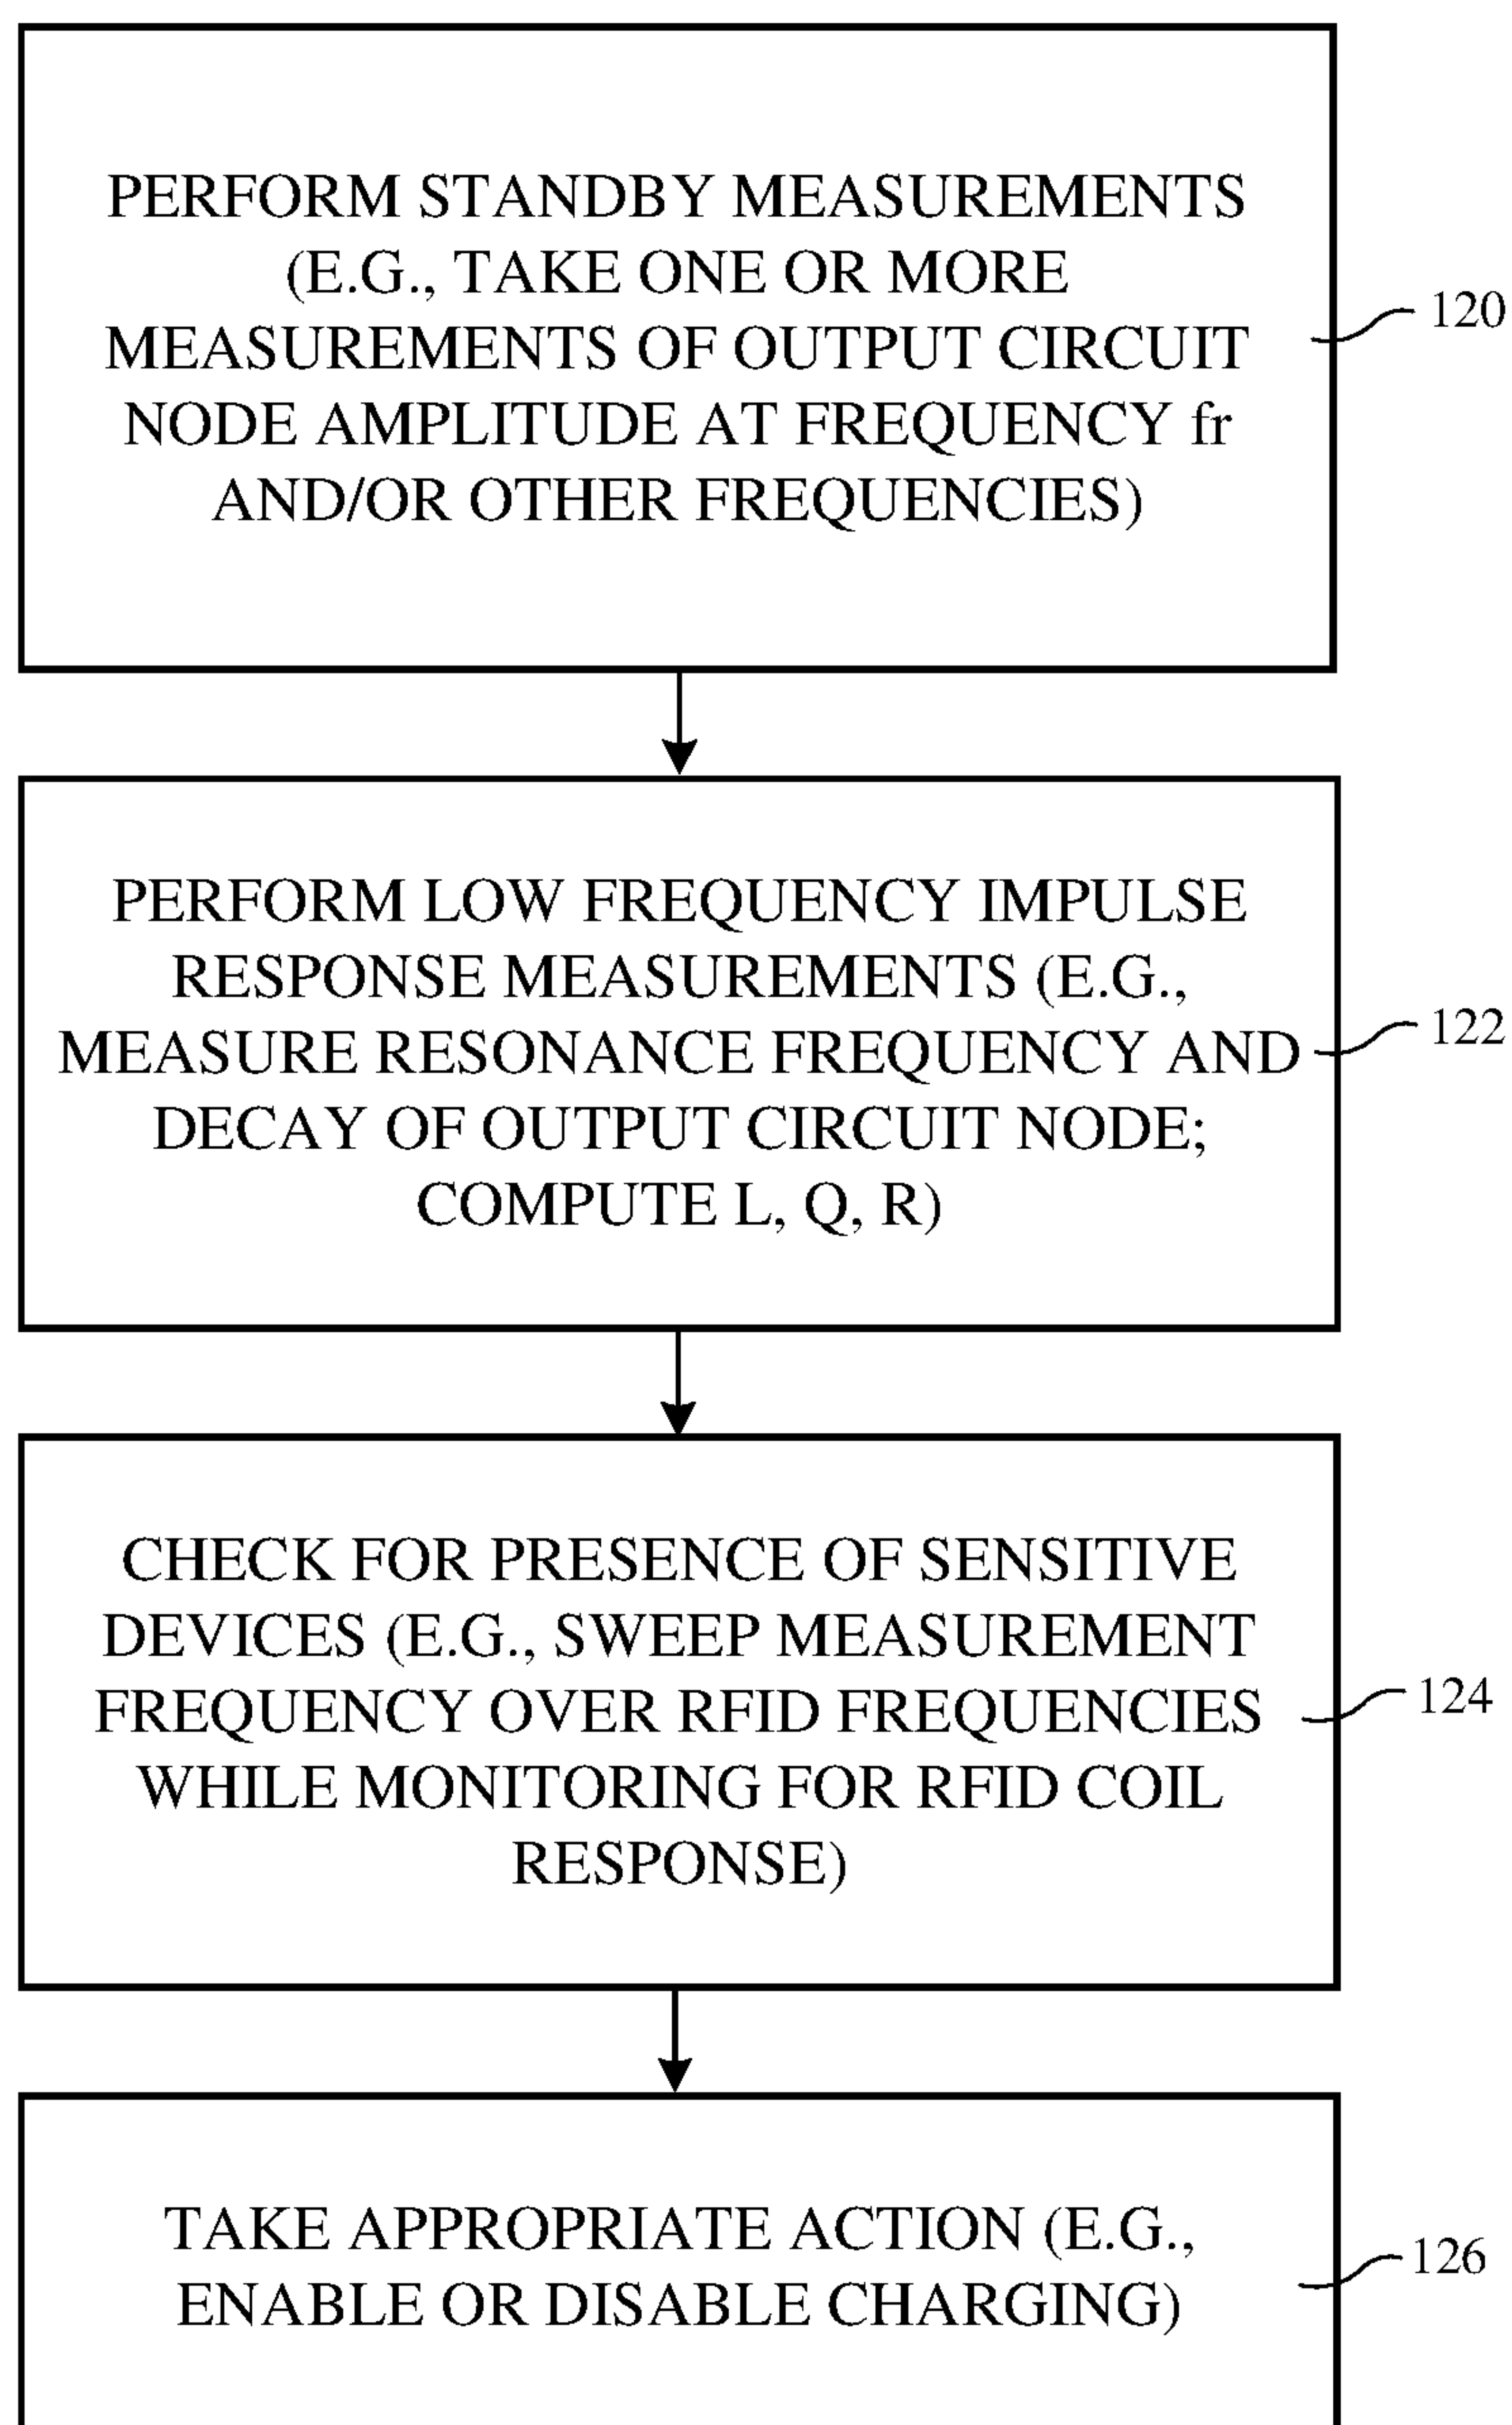 PERFORM STANDBY MEASUREMENTS
(E.G., TAKE ONE OR MORE
MEASUREMENTS OF OUTPUT CIRCUIT
NODE AMPLITUDE AT FREQUENCY fr
AND/OR OTHER FREQUENCIES)
120
PERFORM LOW FREQUENCY IMPULSE
RESPONSE MEASUREMENTS (E.G.,
MEASURE RESONANCE FREQUENCY AND
DECAY OF OUTPUT CIRCUIT NODE;
COMPUTE L, Q, R)
122
CHECK FOR PRESENCE OF SENSITIVE
DEVICES (E.G., SWEEP MEASUREMENT
FREQUENCY OVER RFID FREQUENCIES
WHILE MONITORING FOR RFID COIL
RESPONSE)
124
TAKE APPROPRIATE ACTION (E.G.,
ENABLE OR DISABLE CHARGING)
126